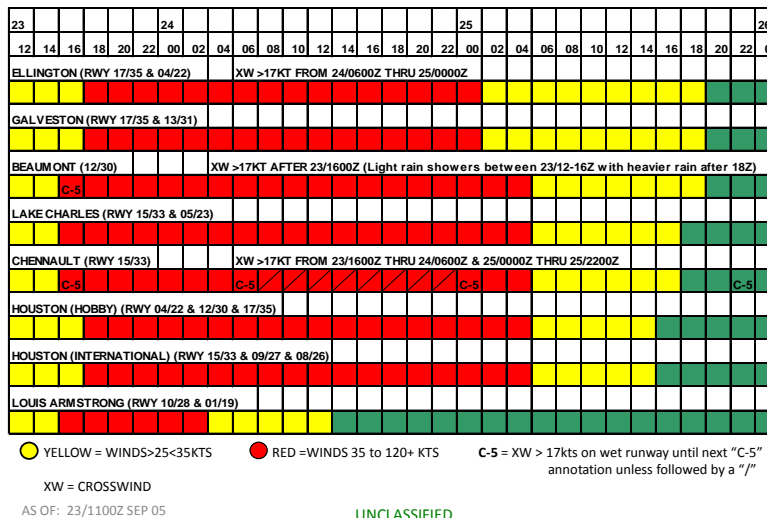 23 24 25 26
12 14 16 18 20 22 00 02 04 06 08 10 12 14 16 18 20 22 00 02 04 06 08 10 12 14 16 18 20 22
ELLINGTON (RWY 17/35 & 04/22) XW >17KT FROM 24/0600Z THRU 25/0000Z
GALVESTON (RWY 17/35 & 13/31)
BEAUMONT (12/30) XW >17KT AFTER 23/1600Z (Light rain showers between 23/12-16Z with heavier rain after 18Z)
C-5
LAKE CHARLES (RWY 15/33 & 05/23)
CHENNAULT (RWY 15/33) XW >17KT FROM 23/1600Z THRU 24/0600Z & 25/0000Z THRU 25/2200Z
C-5 C-5 C-5 C-5
HOUSTON (HOBBY) (RWY 04/22 & 12/30 & 17/35)
HOUSTON (INTERNATIONAL) (RWY 15/33 & 09/27 & 08/26)
LOUIS ARMSTRONG (RWY 10/28 & 01/19)
YELLOW = WINDS>25<35KTS RED =WINDS 35 to 120+ KTS C-5 = XW > 17kts on wet runway until next "C-5"
annotation unless followed by a "/"
XW = CROSSWIND
AS OF: 23/1100Z SEP 05
UNCLASSIFIED